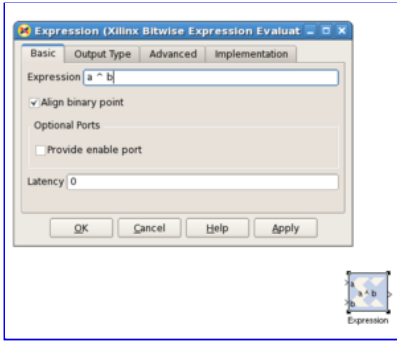 Expression (Xilinx Bitwise Expression Evaluat
Basic Output Type Advanced Implementation
Expression a ^ b
Align binary point
Optional Ports
Provide enable port
Latency 0
OK Cancel Help Apply
a
a ^ b
b
Expression